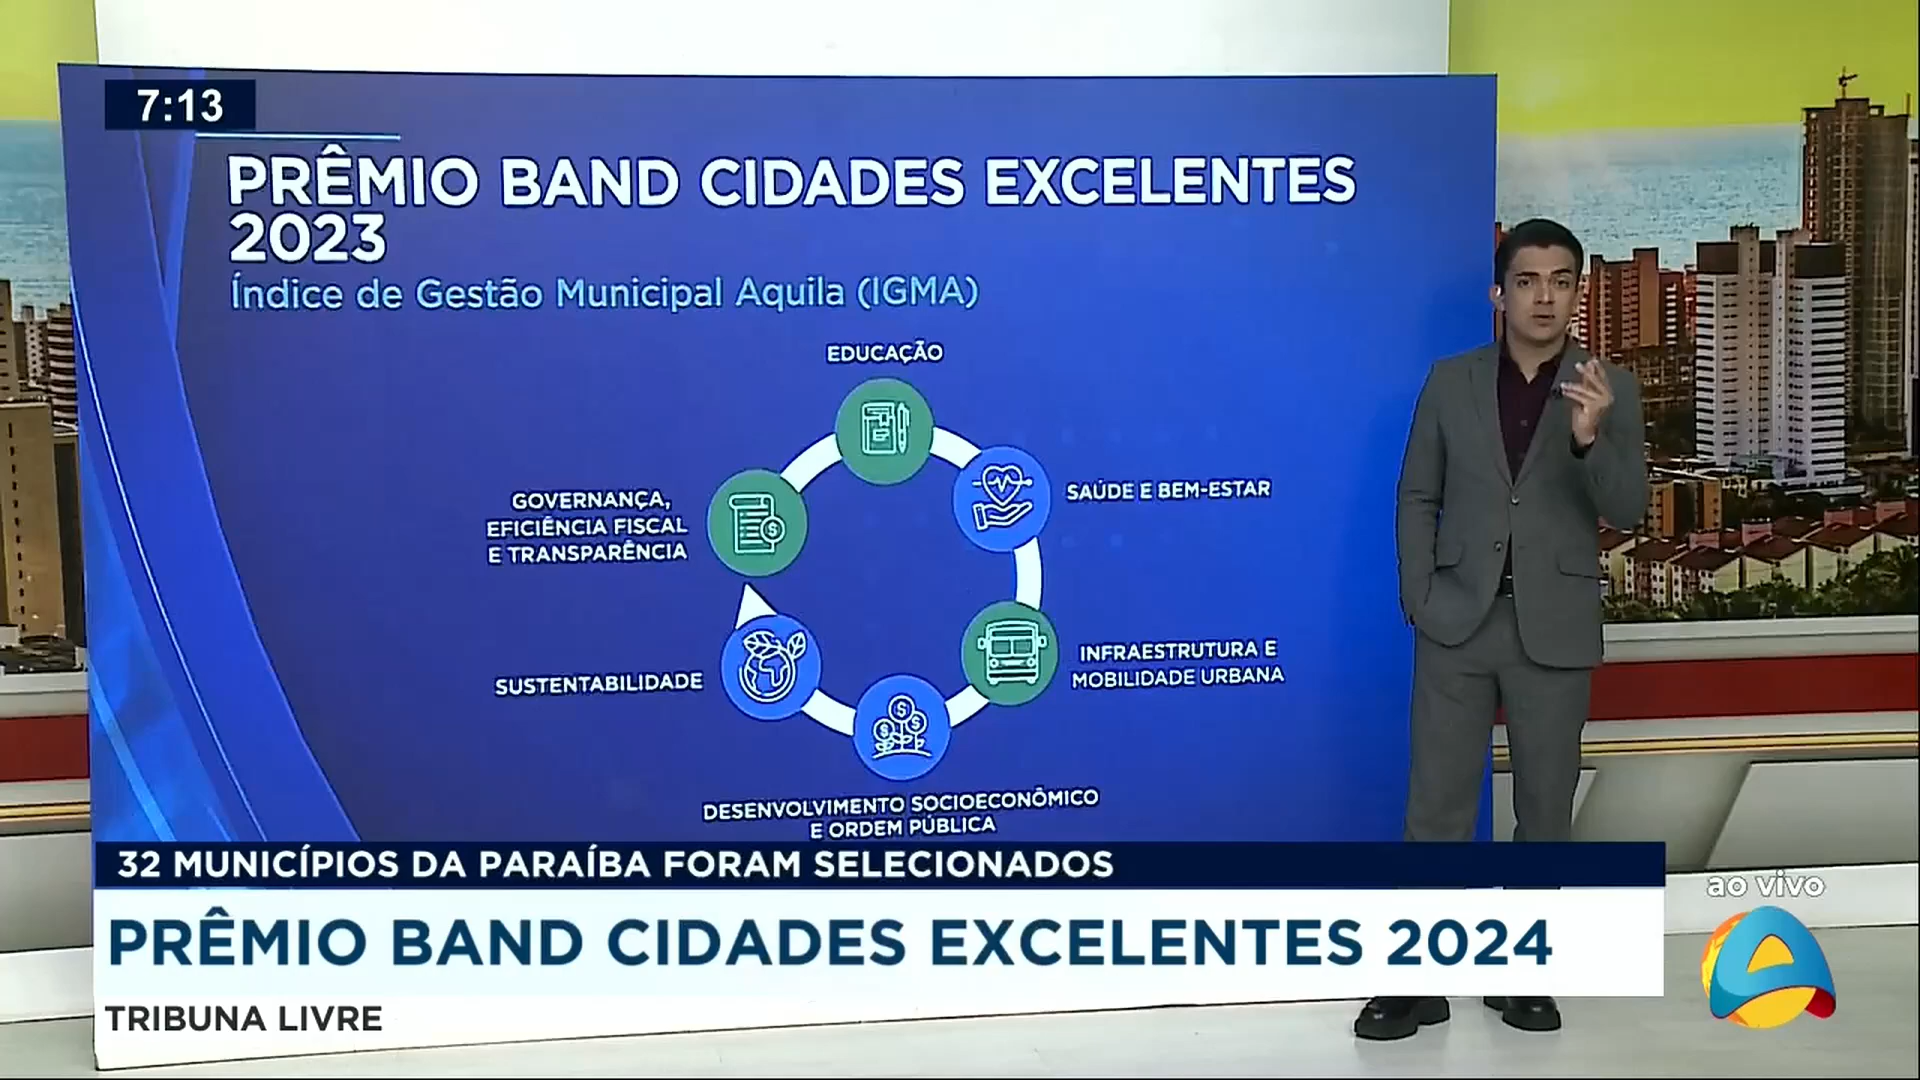 7:13
PRÊMIO BAND CIDADES EXCELENTES
2023
Índice de Gestão Municipal Aquila (IGMA)
EDUCAÇÃO
SAÚDE E BEM-ESTAR
GOVERNANÇA,
EFICIÊNCIA FISCAL
E TRANSPARÊNCIA
INFRAESTRUTURA E
MOBILIDADE URBANA
SUSTENTABILIDADE
DESENVOLVIMENTO SOCIOECONÔMICO
E ORDEM PÚBLICA
32 MUNICÍPIOS DA PARAÍBA FORAM SELECIONADOS
ao vivo
PRÊMIO BAND CIDADES EXCELENTES 2024
TRIBUNA LIVRE